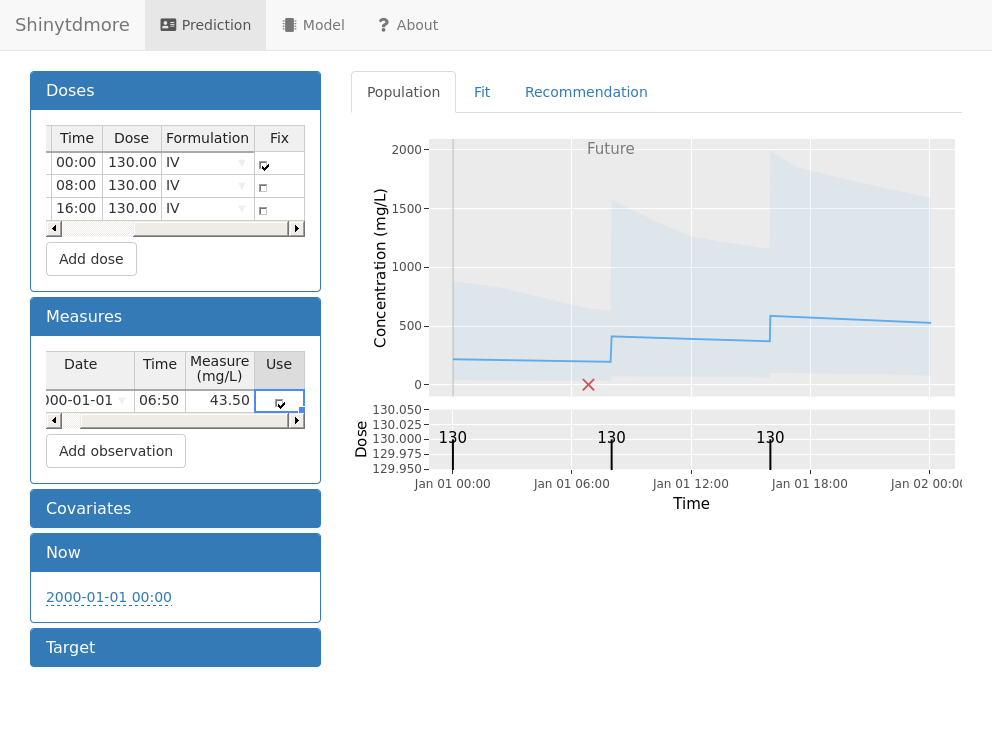 Shinytdmore Prediction Model About
Doses
Time Dose Formulation Fix
00:00 130.00 IV
08:00 130.00 IV
16:00 130.00 IV
Add dose
Measures
Date Time Measure (mg/L) Use
000-01-01 06:50 43.50
Add observation
Covariates
Now
2000-01-01 00:00
Target
Population Fit Recommendation
Future
Concentration (mg/L)
2000
1500
1000
500
0
Dose
130.050
130.025
130.000
129.975
129.950
130 130 130
Jan 01 00:00 Jan 01 06:00 Jan 01 12:00 Jan 01 18:00 Jan 02 00:00
Time